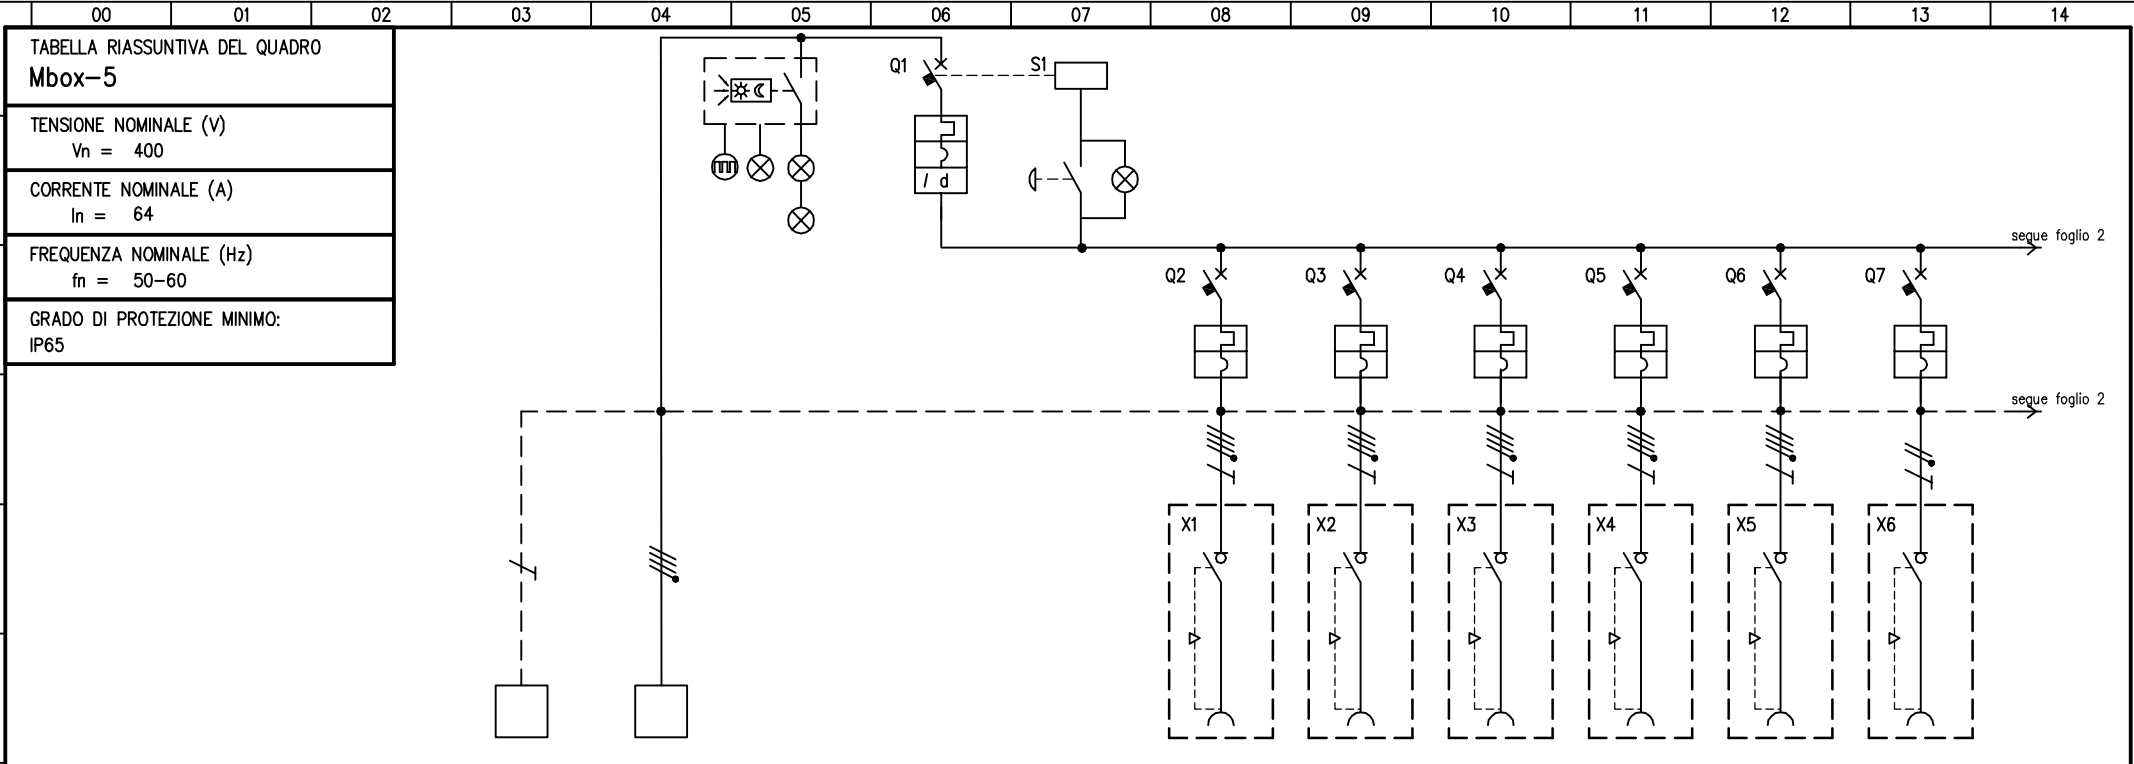 00 01 02 03 04 05 06 07 08 09 10 11 12 13 14
TABELLA RIASSUNTIVA DEL QUADRO
Mbox-5
TENSIONE NOMINALE (V)
Vn = 400
CORRENTE NOMINALE (A)
In = 64
FREQUENZA NOMINALE (Hz)
fn = 50-60
GRADO DI PROTEZIONE MINIMO:
IP65
Q1 S1
I d
segue foglio 2
Q2 Q3 Q4 Q5 Q6 Q7
segue foglio 2
X1 X2 X3 X4 X5 X6